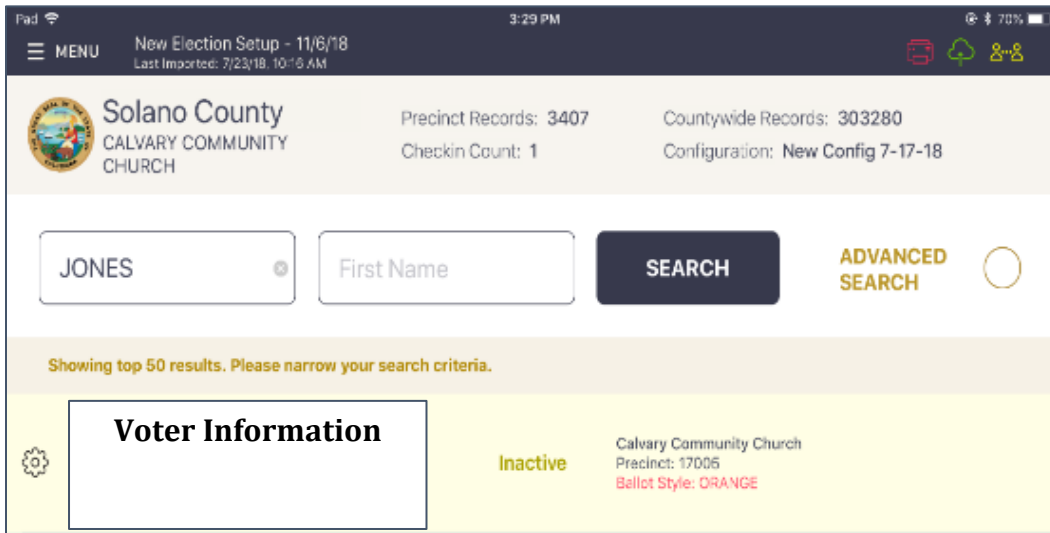 Pad 3:29 PM 70%
MENU New Election Setup - 11/6/18
Last Imported: 7/23/18, 10:16 AM
Solano County Precinct Records: 3407 Countywide Records: 303280
CALVARY COMMUNITY CHURCH Checkin Count: 1 Configuration: New Config 7-17-18
JONES First Name SEARCH ADVANCED SEARCH
Showing top 50 results. Please narrow your search criteria.
Voter Information
Inactive
Calvary Community Church
Precinct: 17006
Ballot Style: ORANGE